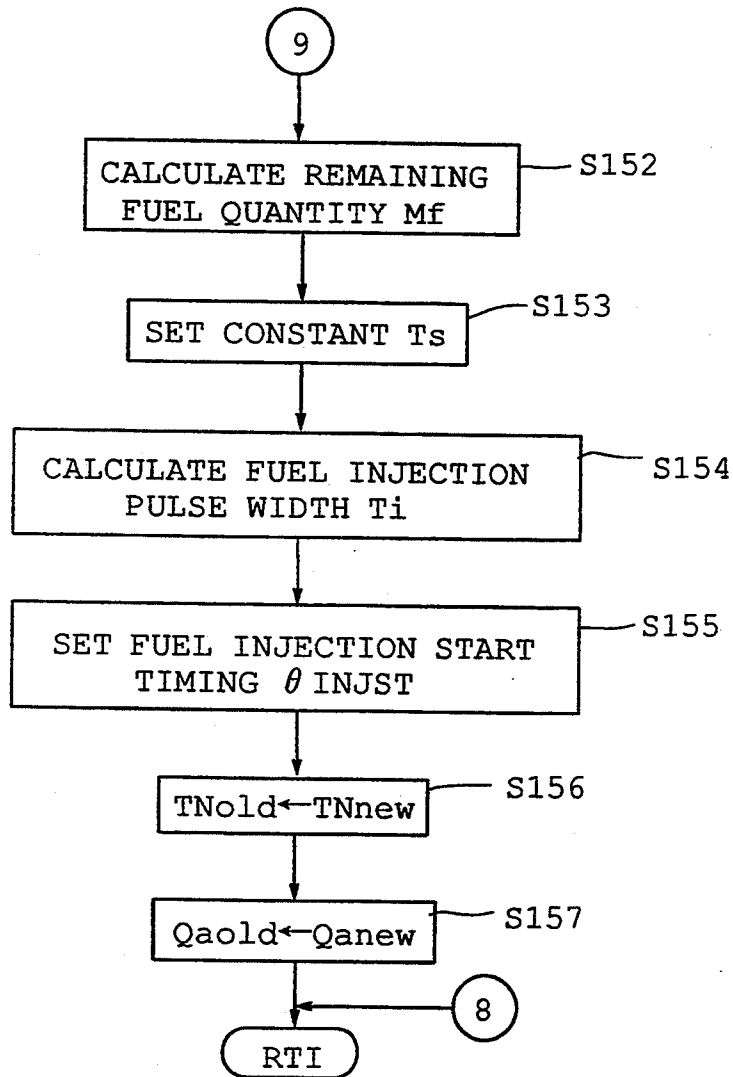 9
CALCULATE REMAINING
FUEL QUANTITY Mf
S152
SET CONSTANT Ts
S153
CALCULATE FUEL INJECTION
PULSE WIDTH Ti
S154
SET FUEL INJECTION START
TIMING θ INJST
S155
TNold←TNnew
S156
Qaold←Qanew
S157
8
RTI